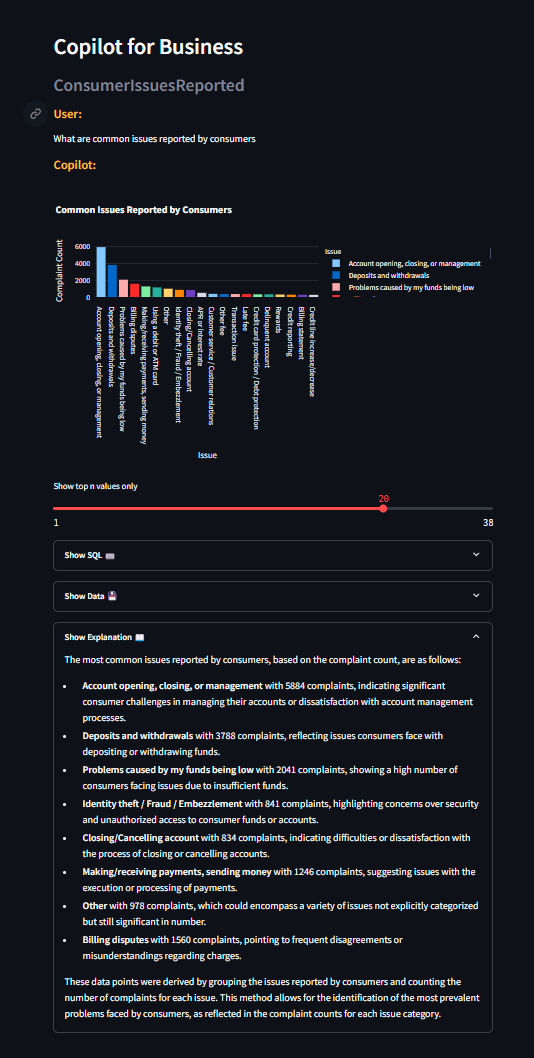 Copilot for Business
ConsumerIssuesReported
User:
What are common issues reported by consumers
Copilot:
Common Issues Reported by Consumers
Complaint Count
6000
4000
2000
0
Account opening, closing, or management
Deposits and withdrawals
Problems caused by my funds being low
Billing disputes
Making/receiving payments, sending money
Using a debit or ATM card
Other
Identity theft / Fraud / Embezzlement
Closing/Cancelling account
APR or interest rate
Customer service / Customer relations
Other fee
Transaction issue
Late fee
Credit card protection / Debt protection
Delinquent account
Rewards
Credit reporting
Billing statement
Credit line increase/decrease
Issue
Issue
Account opening, closing, or management
Deposits and withdrawals
Problems caused by my funds being low
Show top n values only
20
1
38
Show SQL
Show Data
Show Explanation
The most common issues reported by consumers, based on the complaint count, are as follows:
• Account opening, closing, or management with 5884 complaints, indicating significant
consumer challenges in managing their accounts or dissatisfaction with account management
processes.
• Deposits and withdrawals with 3788 complaints, reflecting issues consumers face with
depositing or withdrawing funds.
• Problems caused by my funds being low with 2041 complaints, showing a high number of
consumers facing issues due to insufficient funds.
• Identity theft / Fraud / Embezzlement with 841 complaints, highlighting concerns over security
and unauthorized access to consumer funds or accounts.
• Closing/Cancelling account with 834 complaints, indicating difficulties or dissatisfaction with
the process of closing or cancelling accounts.
• Making/receiving payments, sending money with 1246 complaints, suggesting issues with the
execution or processing of payments.
• Other with 978 complaints, which could encompass a variety of issues not explicitly categorized
but still significant in number.
• Billing disputes with 1560 complaints, pointing to frequent disagreements or
misunderstandings regarding charges.
These data points were derived by grouping the issues reported by consumers and counting the
number of complaints for each issue. This method allows for the identification of the most prevalent
problems faced by consumers, as reflected in the complaint counts for each issue category.